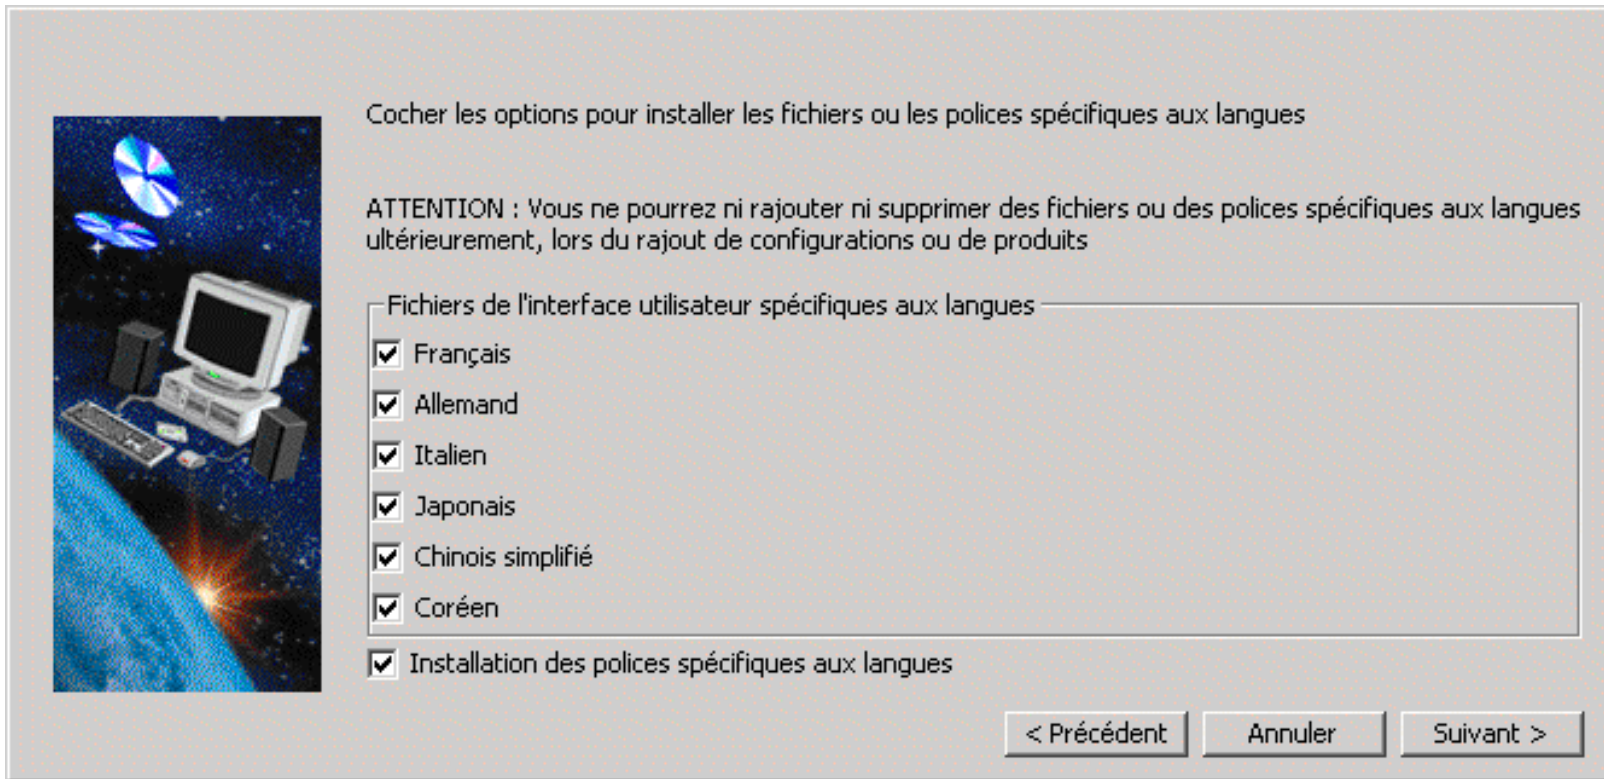 Cocher les options pour installer les fichiers ou les polices spécifiques aux langues
ATTENTION : Vous ne pourrez ni rajouter ni supprimer des fichiers ou des polices spécifiques aux langues
ultérieurement, lors du rajout de configurations ou de produits
Fichiers de l'interface utilisateur spécifiques aux langues
Français
Allemand
Italien
Japonais
Chinois simplifié
Coréen
Installation des polices spécifiques aux langues
< Précédent
Annuler
Suivant >